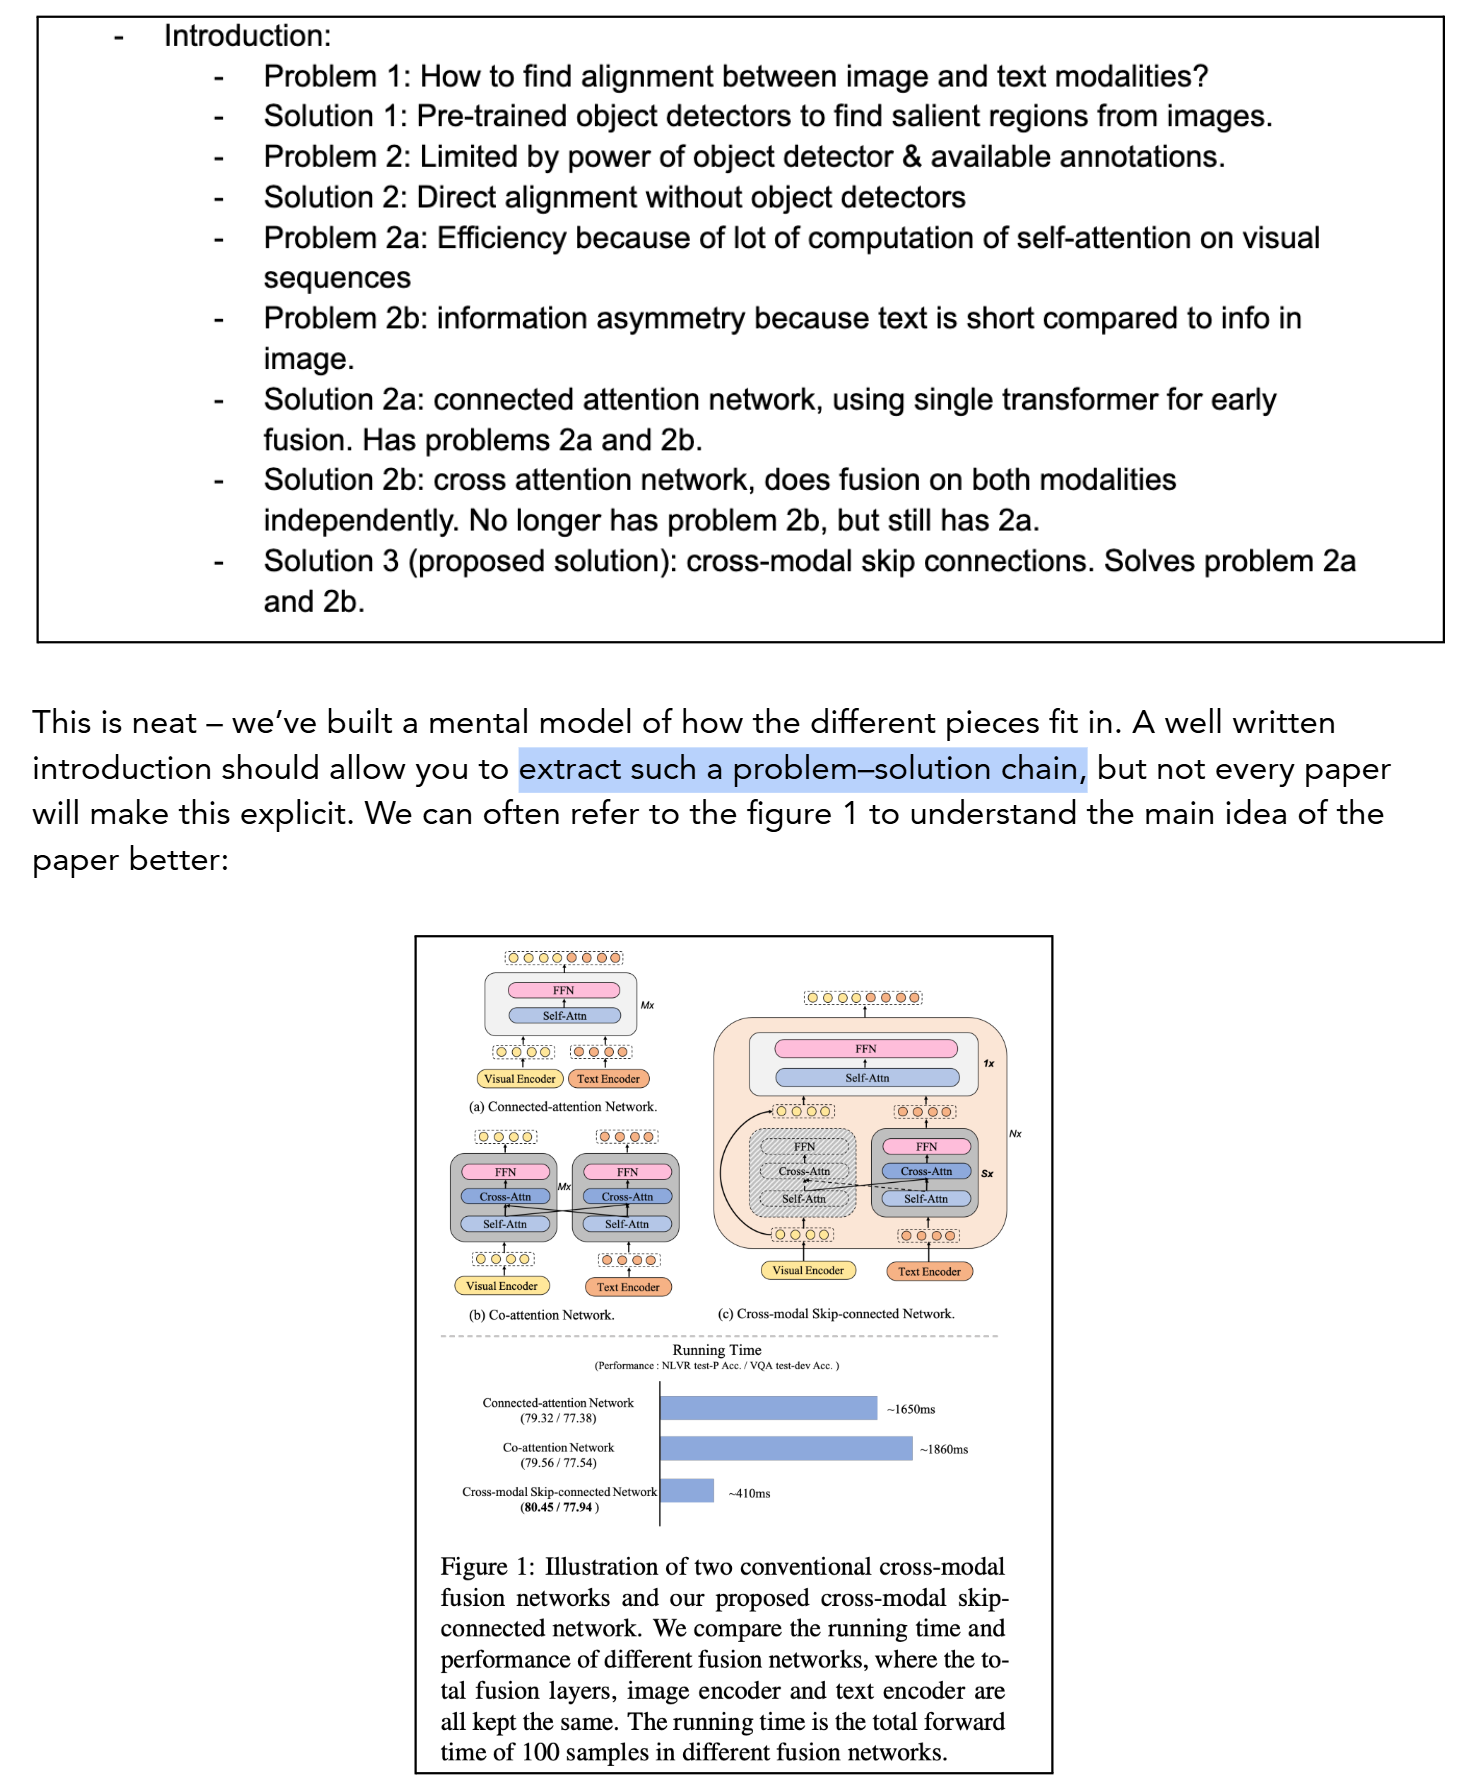 - Introduction:
- Problem 1: How to find alignment between image and text modalities?
- Solution 1: Pre-trained object detectors to find salient regions from images.
- Problem 2: Limited by power of object detector & available annotations.
- Solution 2: Direct alignment without object detectors
- Problem 2a: Efficiency because of lot of computation of self-attention on visual
sequences
- Problem 2b: information asymmetry because text is short compared to info in
image.
- Solution 2a: connected attention network, using single transformer for early
fusion. Has problems 2a and 2b.
- Solution 2b: cross attention network, does fusion on both modalities
independently. No longer has problem 2b, but still has 2a.
- Solution 3 (proposed solution): cross-modal skip connections. Solves problem 2a
and 2b.
This is neat – we’ve built a mental model of how the different pieces fit in. A well written
introduction should allow you to extract such a problem–solution chain, but not every paper
will make this explicit. We can often refer to the figure 1 to understand the main idea of the
paper better:
FFN
Self-Attn
Mx
Visual Encoder Text Encoder
(a) Connected-attention Network.
FFN FFN
Mx
Cross-Attn Cross-Attn
Self-Attn Self-Attn
Visual Encoder Text Encoder
(b) Co-attention Network.
FFN
1x
Self-Attn
Nx
FFN FFN
Cross-Attn Cross-Attn Sx
Self-Attn Self-Attn
Visual Encoder Text Encoder
(c) Cross-modal Skip-connected Network.
Running Time
(Performance : NLVR test-P Acc. / VQA test-dev Acc. )
Connected-attention Network
(79.32 / 77.38)
~1650ms
Co-attention Network
(79.56 / 77.54)
~1860ms
Cross-modal Skip-connected Network
(80.45 / 77.94 )
~410ms
Figure 1: Illustration of two conventional cross-modal
fusion networks and our proposed cross-modal skip-
connected network. We compare the running time and
performance of different fusion networks, where the to-
tal fusion layers, image encoder and text encoder are
all kept the same. The running time is the total forward
time of 100 samples in different fusion networks.